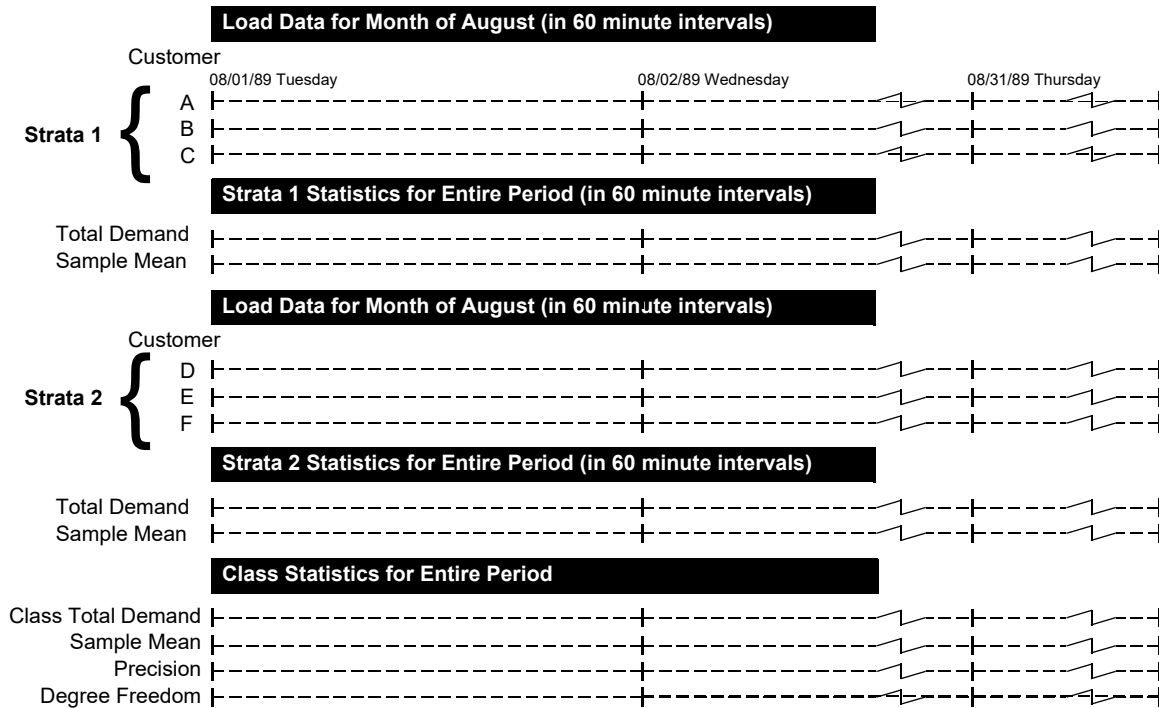 Load Data for Month of August (in 60 minute intervals)
Customer
08/01/89 Tuesday 08/02/89 Wednesday 08/31/89 Thursday
A
Strata 1
B
C
Strata 1 Statistics for Entire Period (in 60 minute intervals)
Total Demand
Sample Mean
Load Data for Month of August (in 60 minute intervals)
Customer
D
Strata 2
E
F
Strata 2 Statistics for Entire Period (in 60 minute intervals)
Total Demand
Sample Mean
Class Statistics for Entire Period
Class Total Demand
Sample Mean
Precision
Degree Freedom